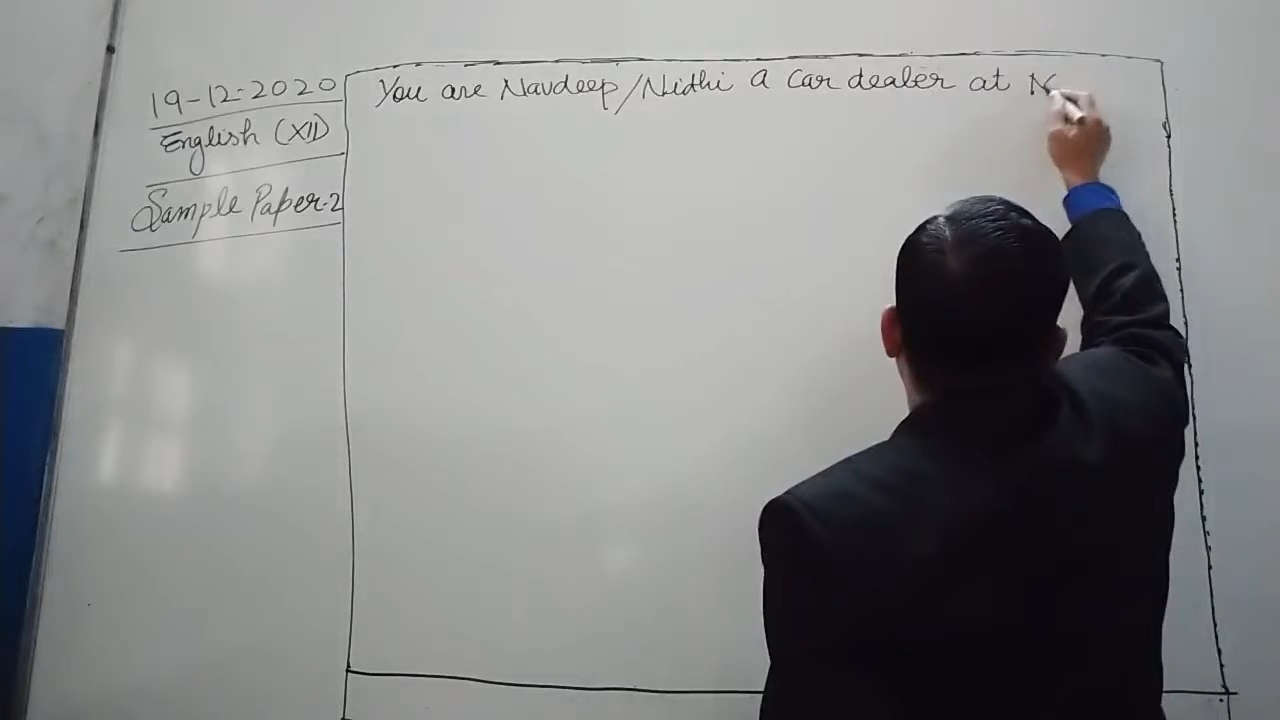 19-12-2020
English (XII)
Sample Paper-2
You are Navdeep/Nidhi a car dealer at N